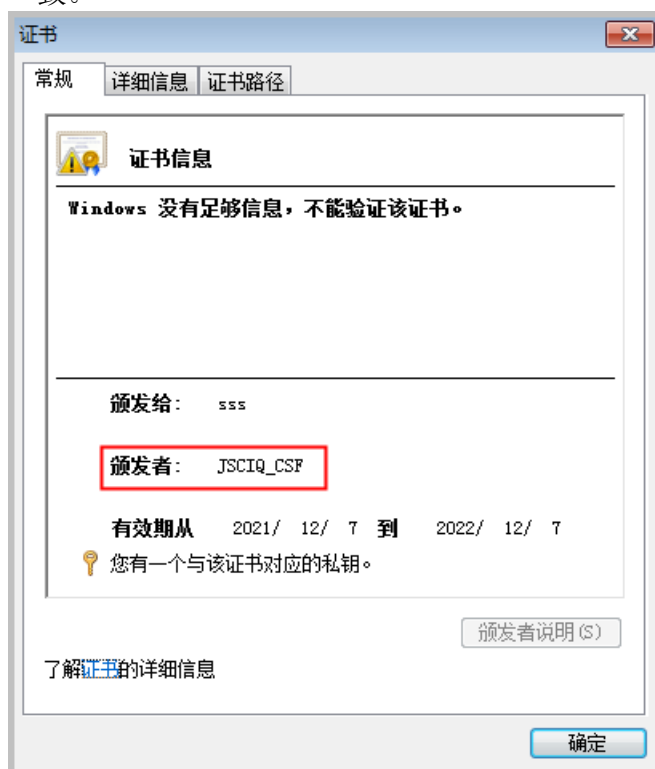 致。
证书
常规 详细信息 证书路径
证书信息
Windows 没有足够信息，不能验证该证书。
颁发给： sss
颁发者： JSCIQ_CSF
有效期从 2021/ 12/ 7 到 2022/ 12/ 7
您有一个与该证书对应的私钥。
颁发者说明(S)
了解证书的详细信息
确定